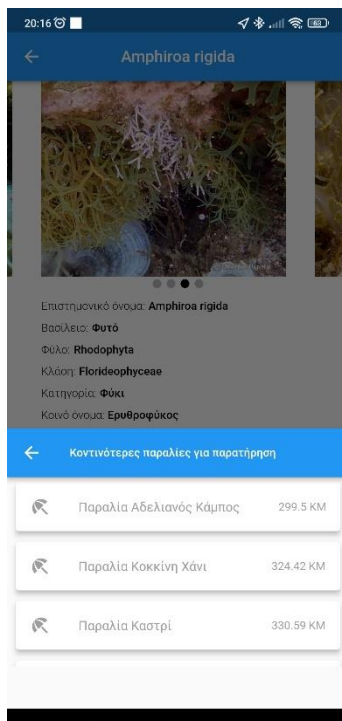 20:16
63
Amphiroa rigida
Επιστημονικό όνομα: Amphiroa rigida
Βασίλειο: Φυτό
Φύλο: Rhodophyta
Κλάση: Florideophyceae
Κατηγορία: Φύκι
Κοινό όνομα: Ερυθροφύκος
Κοντινότερες παραλίες για παρατήρηση
Παραλία Αδελιανός Κάμπος 299.5 KM
Παραλία Κοκκίνη Χάνι 324.42 KM
Παραλία Καστρί 330.59 KM